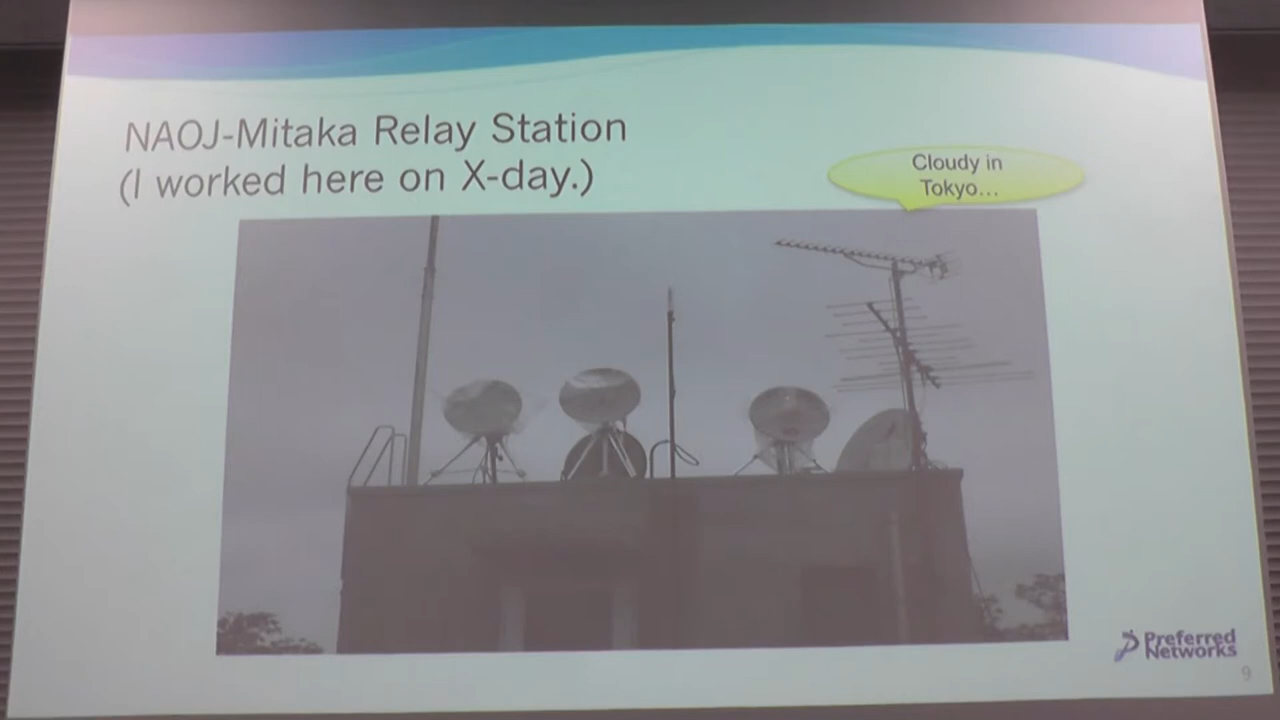 NAOJ-Mitaka Relay Station
(I worked here on X-day.)
Cloudy in
Tokyo…
Preferred
Networks
9